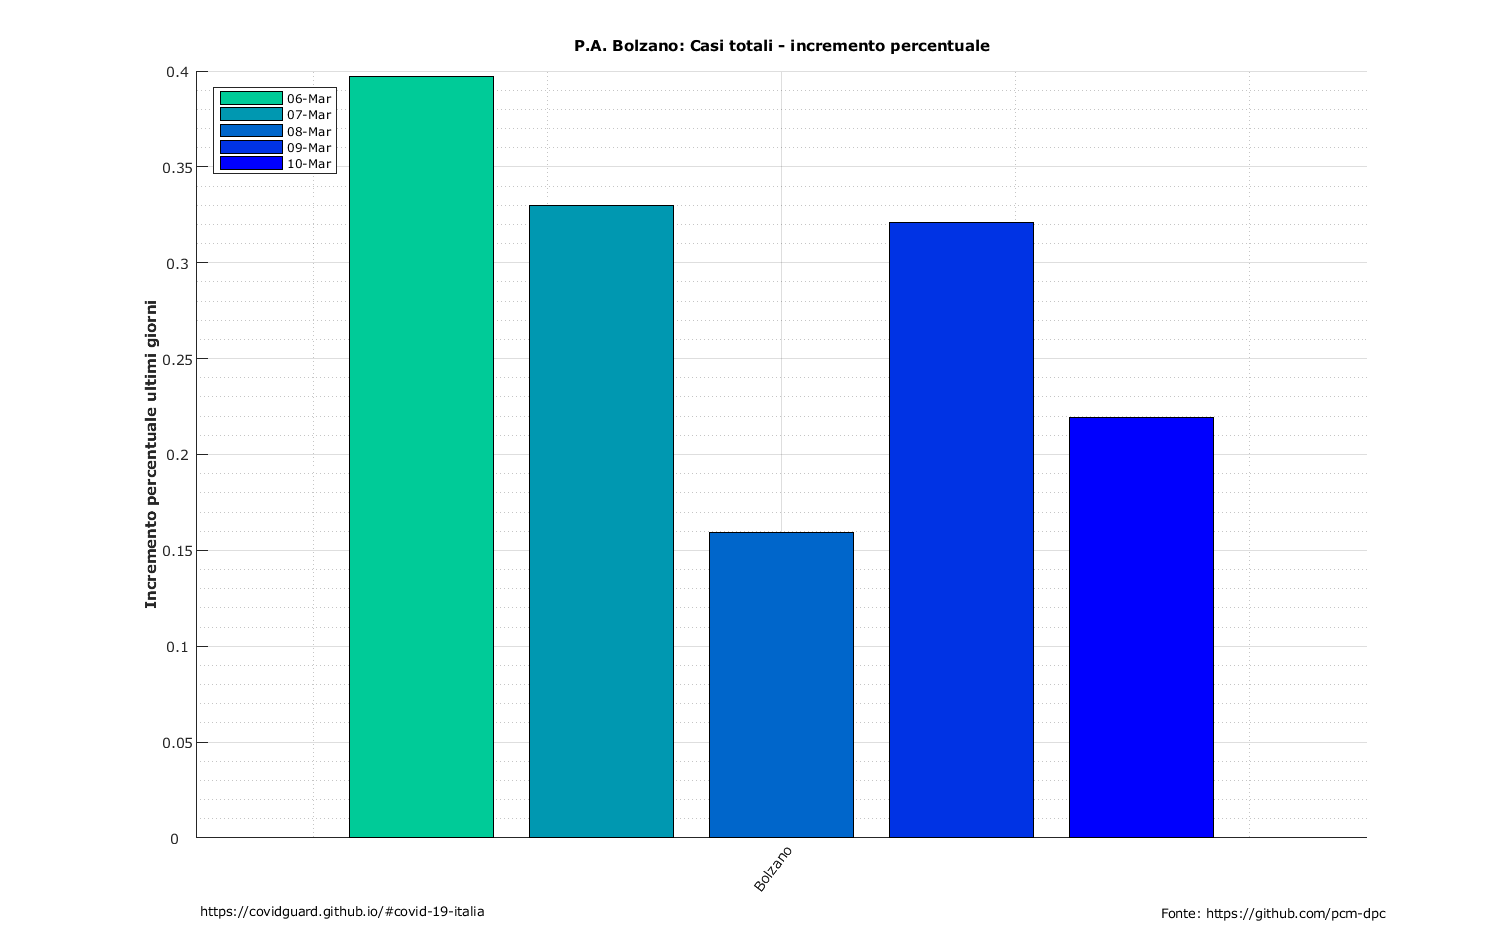 P.A. Bolzano: Casi totali - incremento percentuale
0.4
0.35
0.3
0.25
0.2
0.15
0.1
0.05
0
Incremento percentuale ultimi giorni
06-Mar
07-Mar
08-Mar
09-Mar
10-Mar
Bolzano
https://covidguard.github.io/#covid-19-italia
Fonte: https://github.com/pcm-dpc